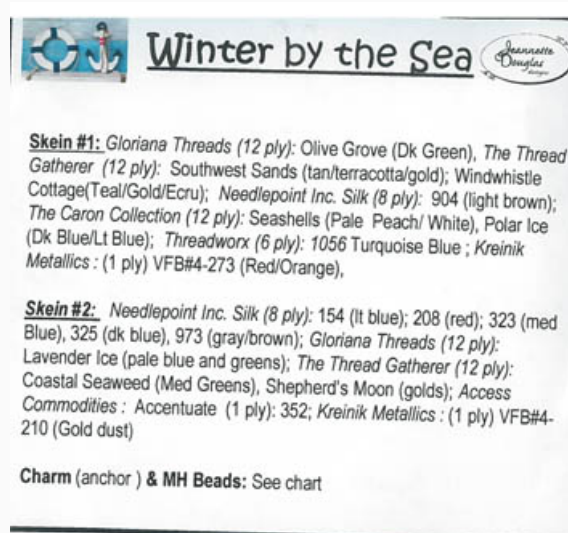 Winter by the Sea
Jeannette
Douglas
designs
Skein #1: Gloriana Threads (12 ply): Olive Grove (Dk Green), The Thread
Gatherer (12 ply): Southwest Sands (tan/terracotta/gold); Windwhistle
Cottage(Teal/Gold/Ecru); Needlepoint Inc. Silk (8 ply): 904 (light brown);
The Caron Collection (12 ply): Seashells (Pale Peach/ White), Polar Ice
(Dk Blue/Lt Blue); Threadworx (6 ply): 1056 Turquoise Blue ; Kreinik
Metallics : (1 ply) VFB#4-273 (Red/Orange),
Skein #2: Needlepoint Inc. Silk (8 ply): 154 (lt blue); 208 (red); 323 (med
Blue), 325 (dk blue), 973 (gray/brown); Gloriana Threads (12 ply):
Lavender Ice (pale blue and greens); The Thread Gatherer (12 ply):
Coastal Seaweed (Med Greens), Shepherd's Moon (golds); Access
Commodities : Accentuate (1 ply): 352; Kreinik Metallics : (1 ply) VFB#4-
210 (Gold dust)
Charm (anchor ) & MH Beads: See chart